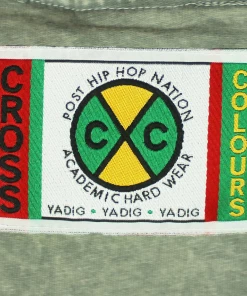 CROSS
POST HIP HOP NATION
C C
ACADEMIC HARD WEAR
YADIG • YADIG • YADIG
COLOURS